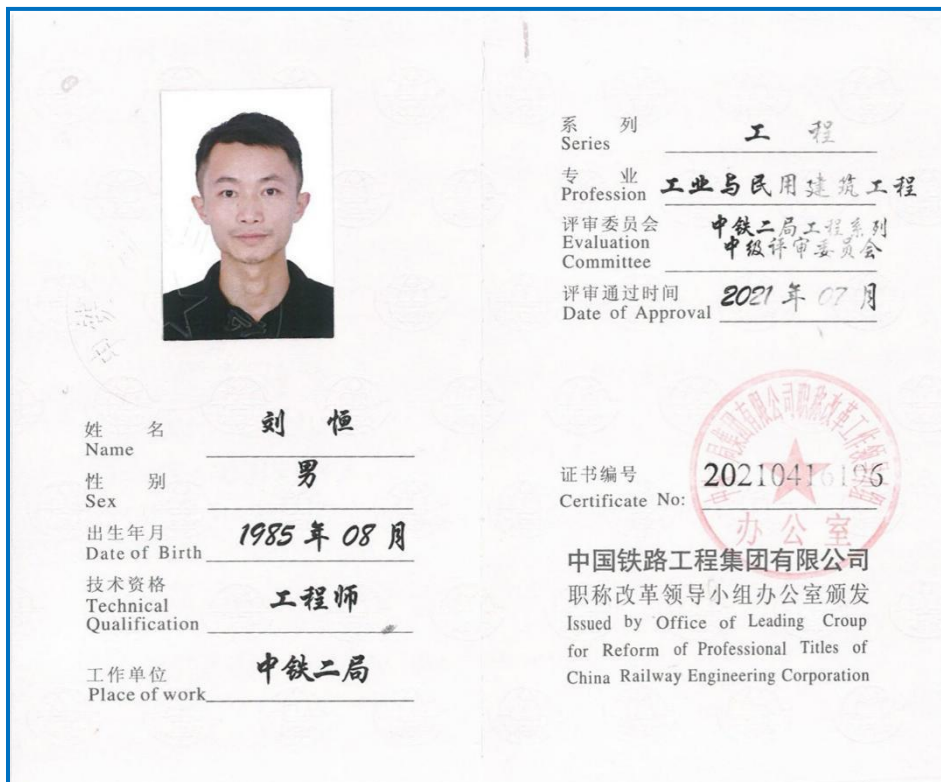 姓 名 刘 恒
Name
性 别 男
Sex
出生年月 1985 年 08 月
Date of Birth
技术资格 工程师
Technical
Qualification
工作单位 中铁二局
Place of work
系 列 工 程
Series
专 业 工业与民用建筑工程
Profession
评审委员会 中铁二局工程系列
Evaluation 中级评审委员会
Committee
评审通过时间 2021 年 07 月
Date of Approval
证书编号 20210416196
Certificate No:
办公室
中国铁路工程集团有限公司
职称改革领导小组办公室颁发
Issued by Office of Leading Croup
for Reform of Professional Titles of
China Railway Engineering Corporation